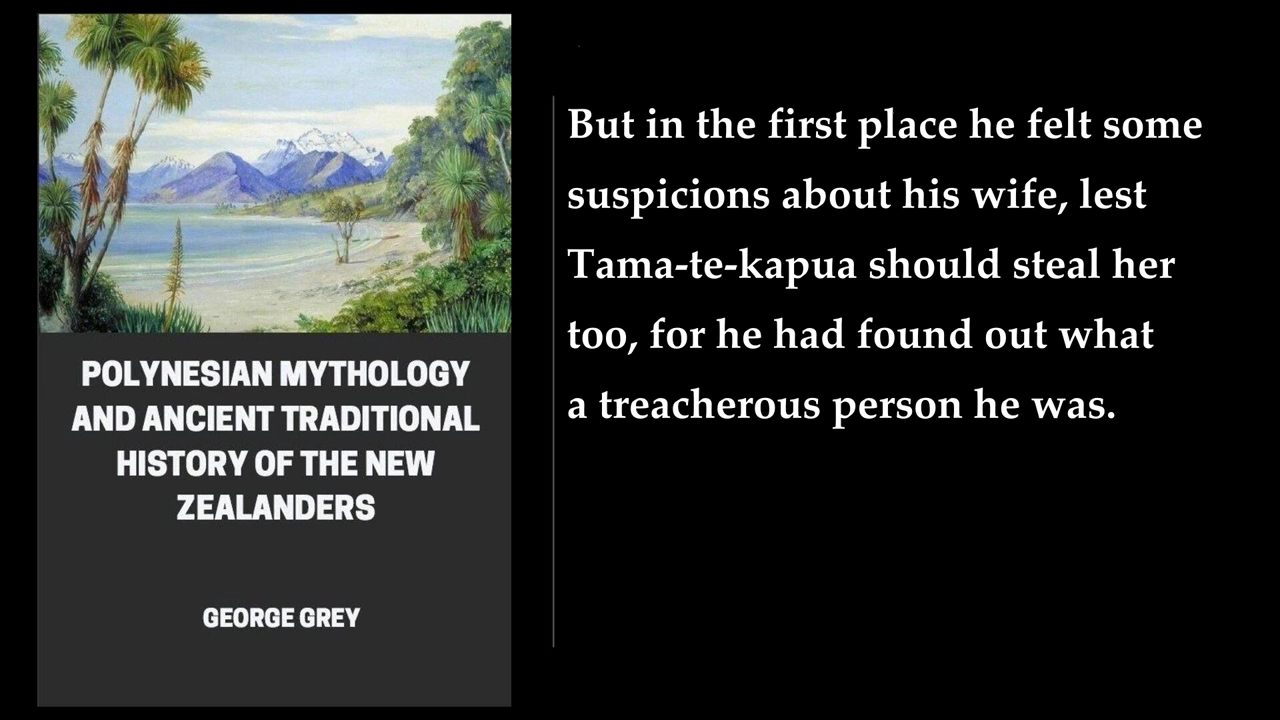 POLYNESIAN MYTHOLOGY
AND ANCIENT TRADITIONAL
HISTORY OF THE NEW
ZEALANDERS
GEORGE GREY
But in the first place he felt some
suspicions about his wife, lest
Tama-te-kapua should steal her
too, for he had found out what
a treacherous person he was.